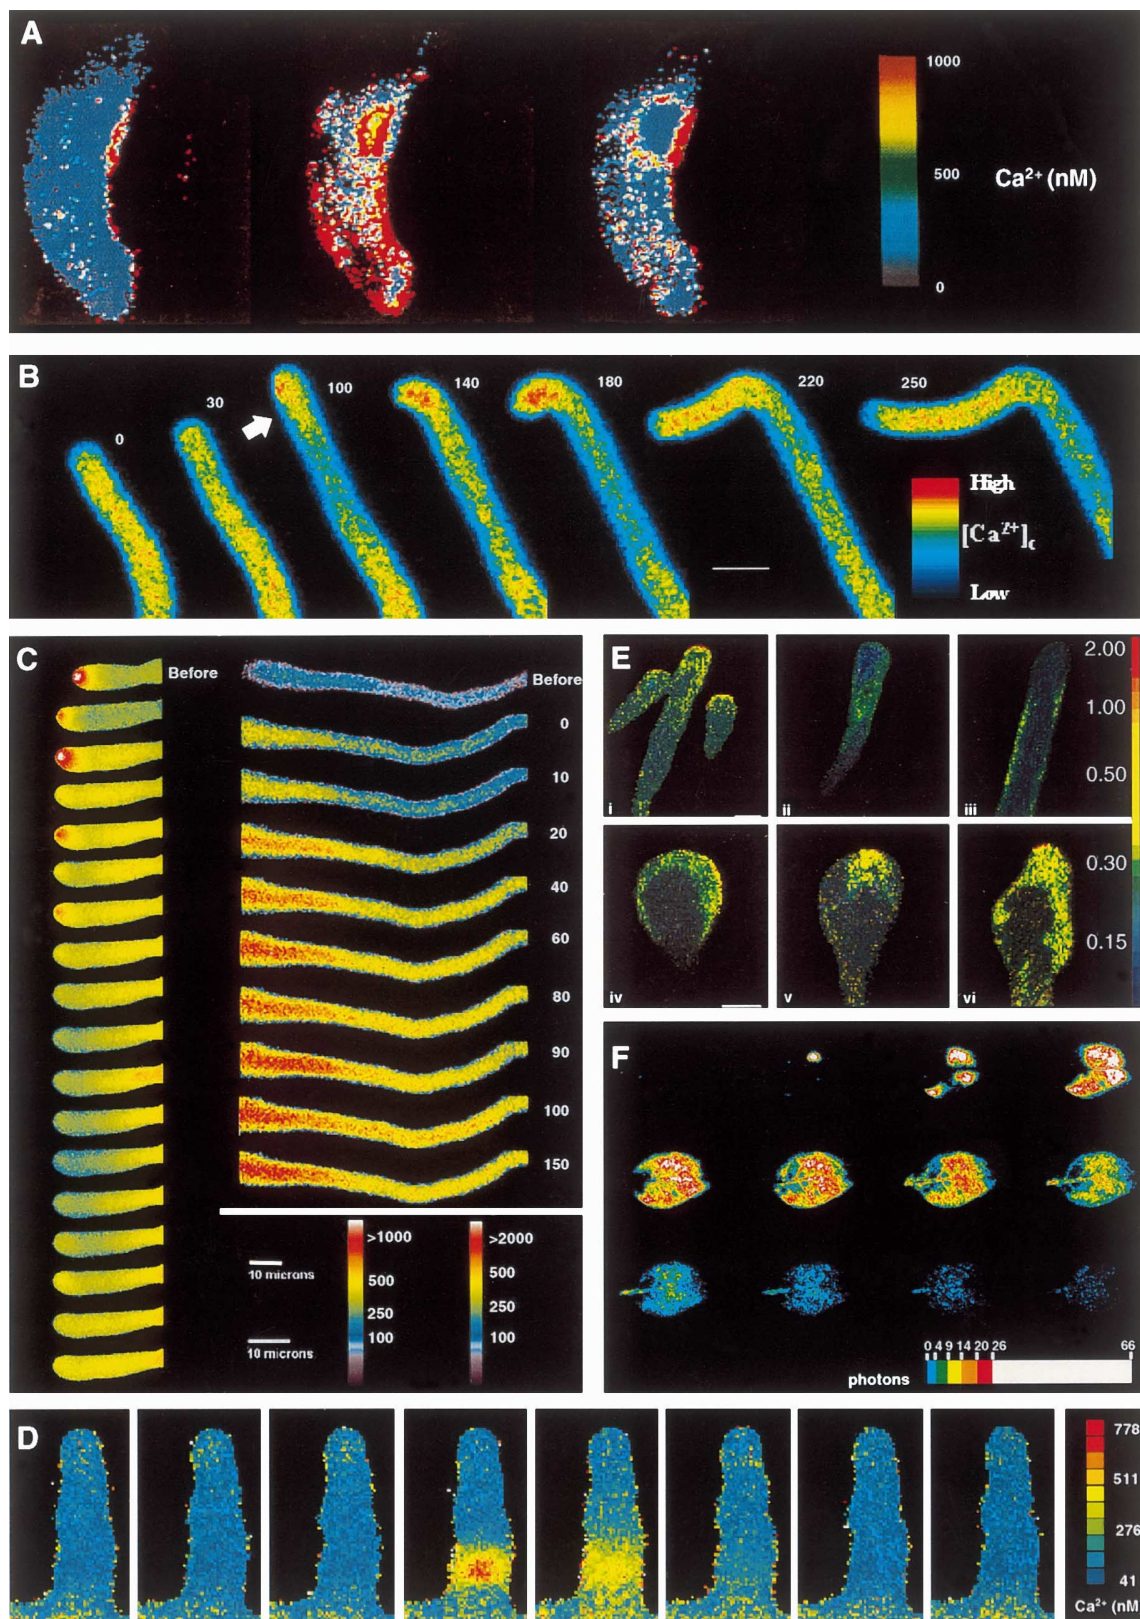 A
1000
500
Ca²⁺ (nM)
0
B
0
30
100
140
180
220
250
High
[Ca²⁺]c
Low
C
Before
Before
0
10
20
40
60
80
90
100
150
>1000
>2000
500
500
250
250
100
100
10 microns
10 microns
E
i
ii
iii
iv
v
vi
2.00
1.00
0.50
0.30
0.15
F
0 4 9 14 20 26 66
photons
D
778
511
276
41
Ca²⁺ (nM